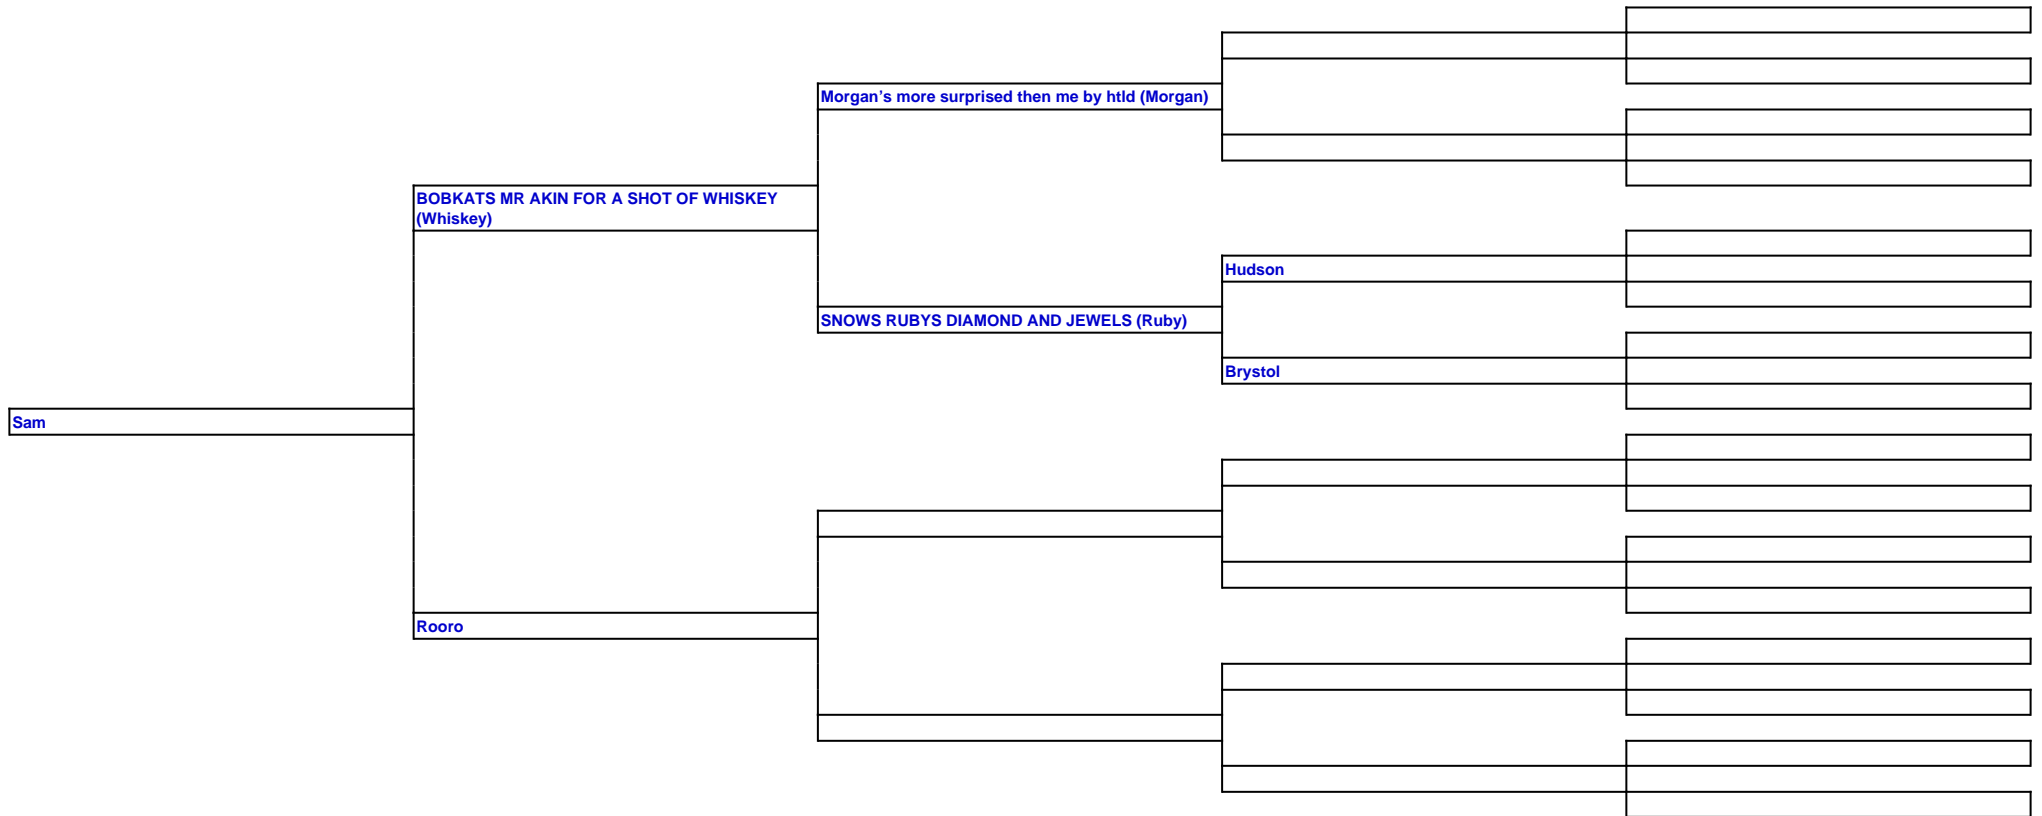 Morgan’s more surprised then me by htld (Morgan)
BOBKATS MR AKIN FOR A SHOT OF WHISKEY
(Whiskey)
Hudson
SNOWS RUBYS DIAMOND AND JEWELS (Ruby)
Brystol
Sam
Rooro